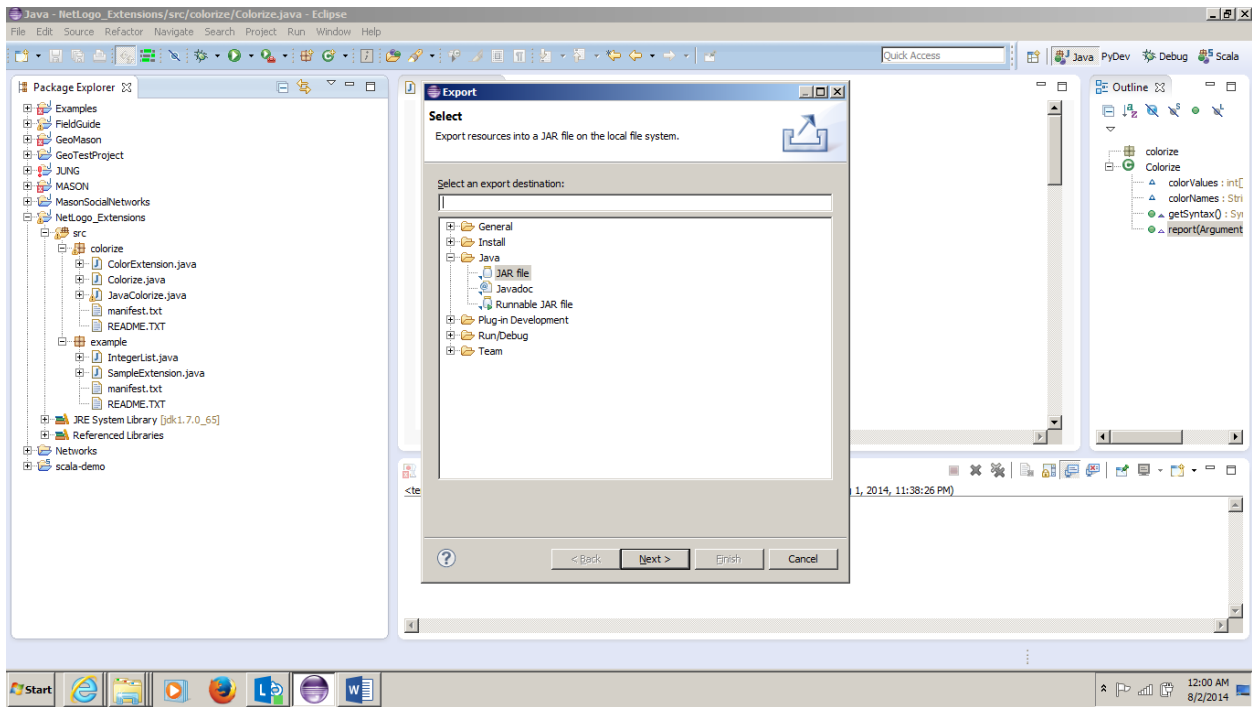 Java - NetLogo_Extensions/src/colorize/Colorize.java - Eclipse
File Edit Source Refactor Navigate Search Project Run Window Help
Quick Access
Java PyDev Debug Scala
Package Explorer
Examples
FieldGuide
GeoMason
GeoTestProject
JUNG
MASON
MasonSocialNetworks
NetLogo_Extensions
src
colorize
ColorExtension.java
Colorize.java
JavaColorize.java
manifest.txt
README.TXT
example
IntegerList.java
SampleExtension.java
manifest.txt
README.TXT
JRE System Library [jdk1.7.0_65]
Referenced Libraries
Networks
scala-demo
Export
Select
Export resources into a JAR file on the local file system.
Select an export destination:
General
Install
Java
JAR file
Javadoc
Runnable JAR file
Plug-in Development
Run/Debug
Team
< Back Next > Finish Cancel
<te
1, 2014, 11:38:26 PM)
Outline
colorize
Colorize
colorValues : int[
colorNames : Stri
getSyntax() : Sy
report(Argument
Start
12:00 AM
8/2/2014